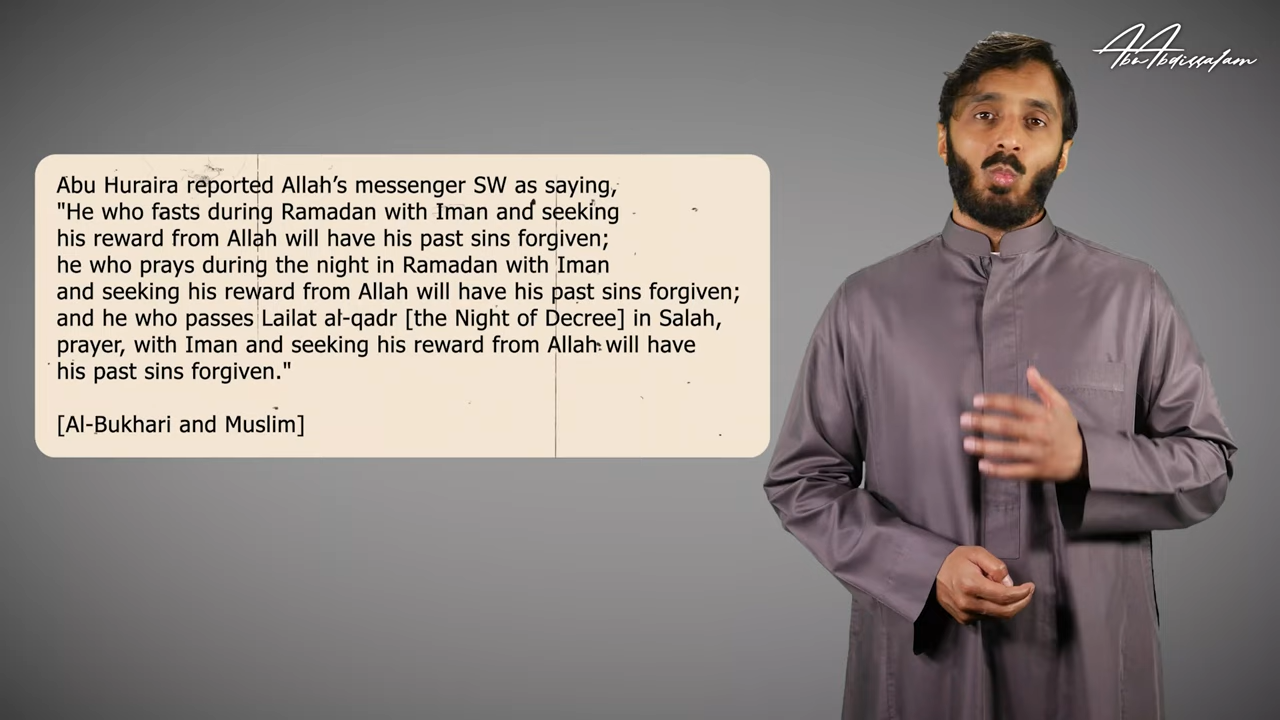 AbuAbdissalam
Abu Huraira reported Allah’s messenger SW as saying,
"He who fasts during Ramadan with Iman and seeking
his reward from Allah will have his past sins forgiven;
he who prays during the night in Ramadan with Iman
and seeking his reward from Allah will have his past sins forgiven;
and he who passes Lailat al-qadr [the Night of Decree] in Salah,
prayer, with Iman and seeking his reward from Allah will have
his past sins forgiven."
[Al-Bukhari and Muslim]